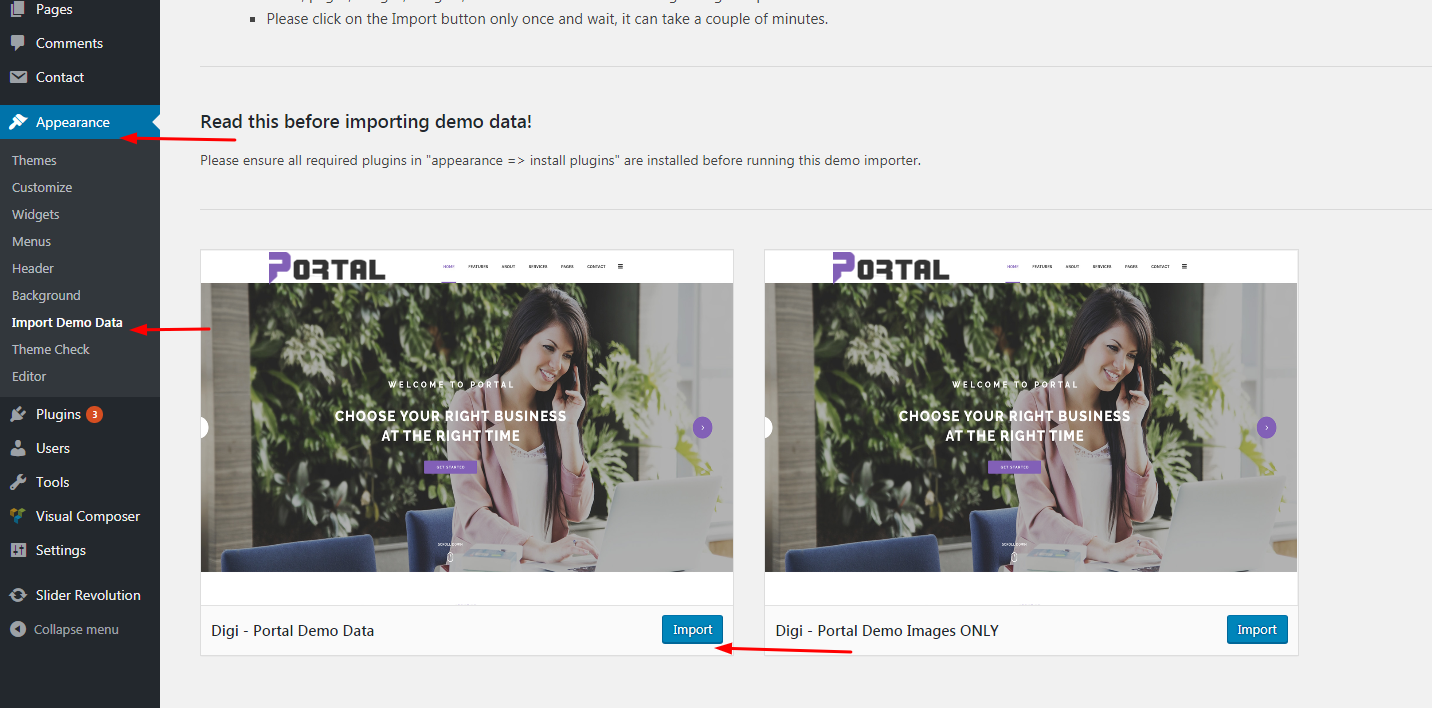 Pages
Comments
Contact
Appearance
Themes
Customize
Widgets
Menus
Header
Background
Import Demo Data
Theme Check
Editor
Plugins 3
Users
Tools
Visual Composer
Settings
Slider Revolution
Collapse menu
Please click on the Import button only once and wait, it can take a couple of minutes.
Read this before importing demo data!
Please ensure all required plugins in "appearance => install plugins" are installed before running this demo importer.
PORTAL HOME FEATURES ABOUT SERVICES PAGES CONTACT
WELCOME TO PORTAL
CHOOSE YOUR RIGHT BUSINESS
AT THE RIGHT TIME
GET STARTED
SCROLL DOWN
Digi - Portal Demo Data Import
PORTAL HOME FEATURES ABOUT SERVICES PAGES CONTACT
WELCOME TO PORTAL
CHOOSE YOUR RIGHT BUSINESS
AT THE RIGHT TIME
GET STARTED
SCROLL DOWN
Digi - Portal Demo Images ONLY Import